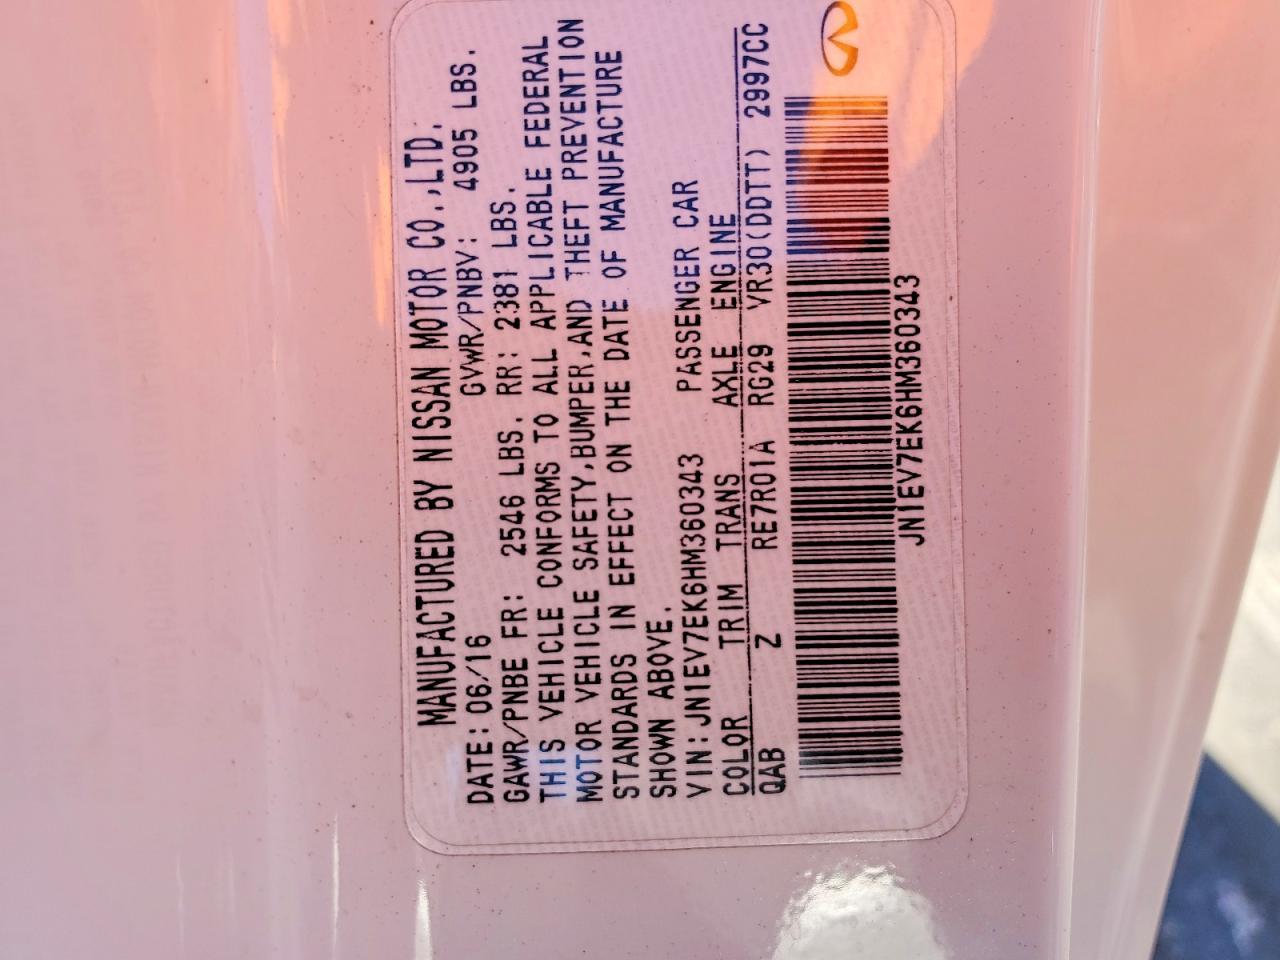 MANUFACTURED BY NISSAN MOTOR CO.,LTD.
DATE:06/16 GVWR/PNBV: 4905 LBS.
GAWR/PNBE FR: 2546 LBS. RR: 2381 LBS.
THIS VEHICLE CONFORMS TO ALL APPLICABLE FEDERAL
MOTOR VEHICLE SAFETY,BUMPER,AND THEFT PREVENTION
STANDARDS IN EFFECT ON THE DATE OF MANUFACTURE
SHOWN ABOVE.
VIN:JN1EV7EK6HM360343 PASSENGER CAR
COLOR TRIM TRANS AXLE ENGINE
QAB Z RE7R01A RG29 VR30(DDTT) 2997CC
JN1EV7EK6HM360343